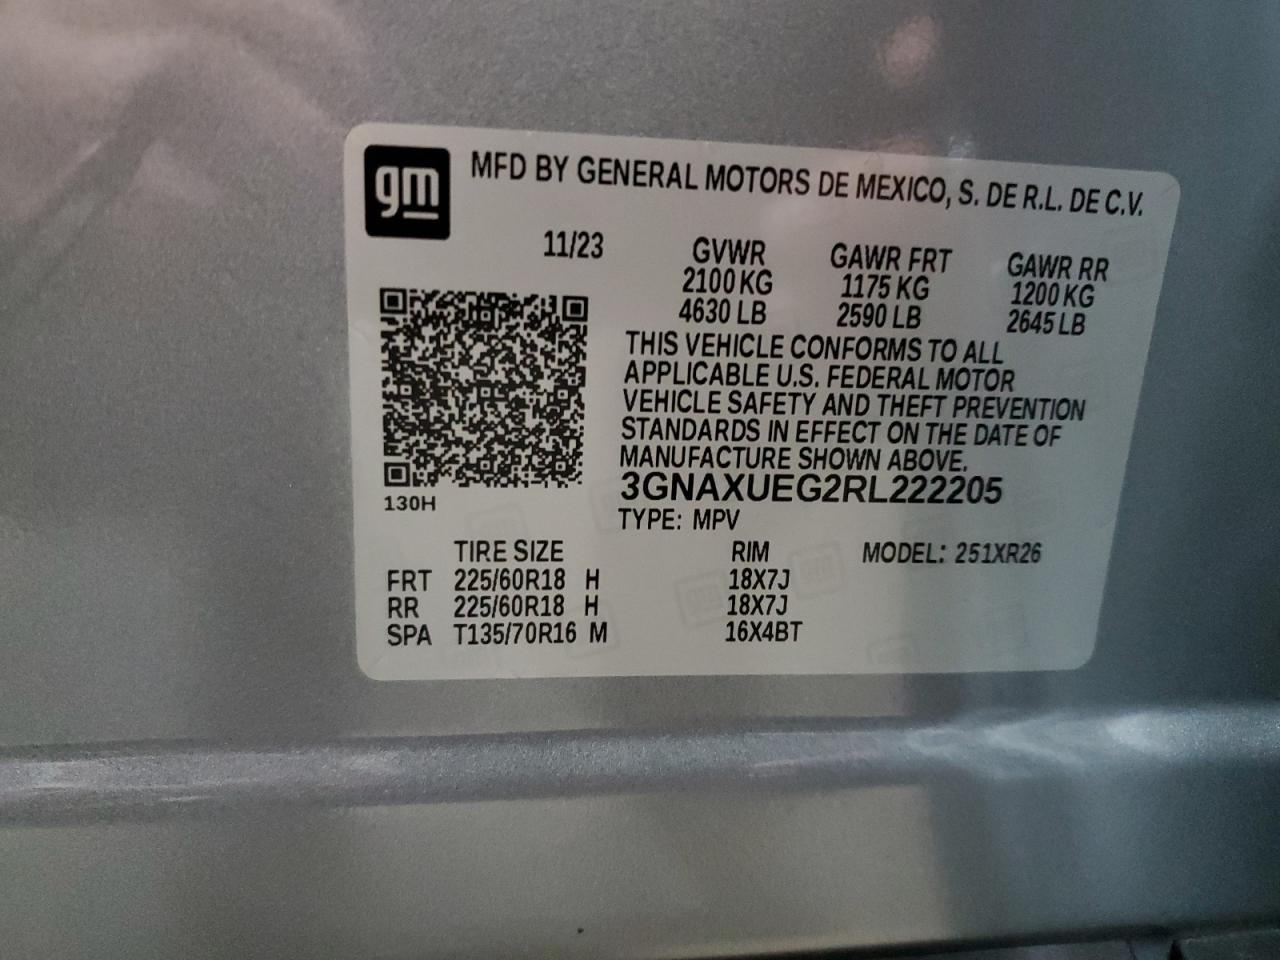 gm
MFD BY GENERAL MOTORS DE MEXICO, S. DE R.L. DE C.V.
11/23
GVWR GAWR FRT GAWR RR
2100 KG 1175 KG 1200 KG
4630 LB 2590 LB 2645 LB
THIS VEHICLE CONFORMS TO ALL
APPLICABLE U.S. FEDERAL MOTOR
VEHICLE SAFETY AND THEFT PREVENTION
STANDARDS IN EFFECT ON THE DATE OF
MANUFACTURE SHOWN ABOVE.
3GNAXUEG2RL222205
130H
TYPE: MPV
TIRE SIZE RIM MODEL: 251XR26
FRT 225/60R18 H 18X7J
RR 225/60R18 H 18X7J
SPA T135/70R16 M 16X4BT